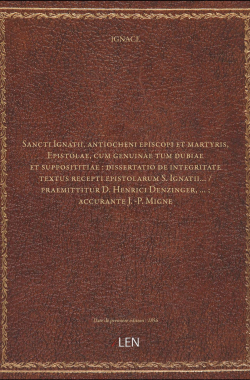 IGNACE
Sancti Ignatii, antiocheni episcopi et martyris,
Epistolae, cum genuinae tum dubiae
et supposititiae : dissertatio de integritate
textus recepti epistolarum S. Ignatii... /
praemittitur D. Henrici Denzinger, ... ;
accurante J.-P. Migne
LEN